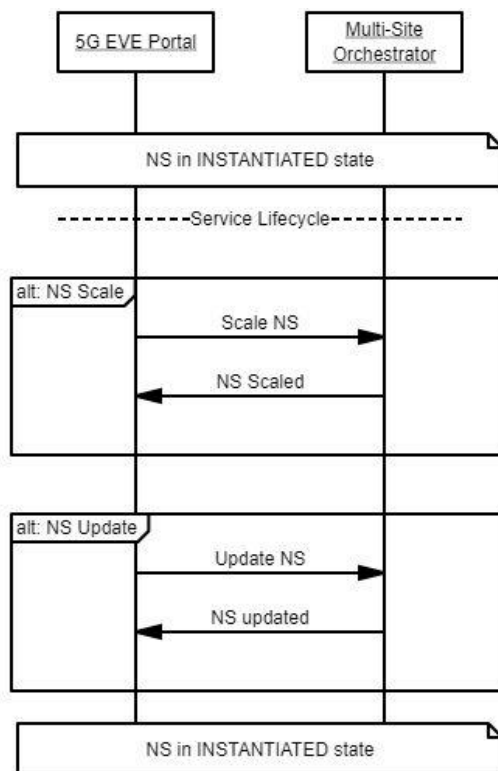 5G EVE Portal
Multi-Site
Orchestrator
NS in INSTANTIATED state
Service Lifecycle
alt: NS Scale
Scale NS
NS Scaled
alt: NS Update
Update NS
NS updated
NS in INSTANTIATED state